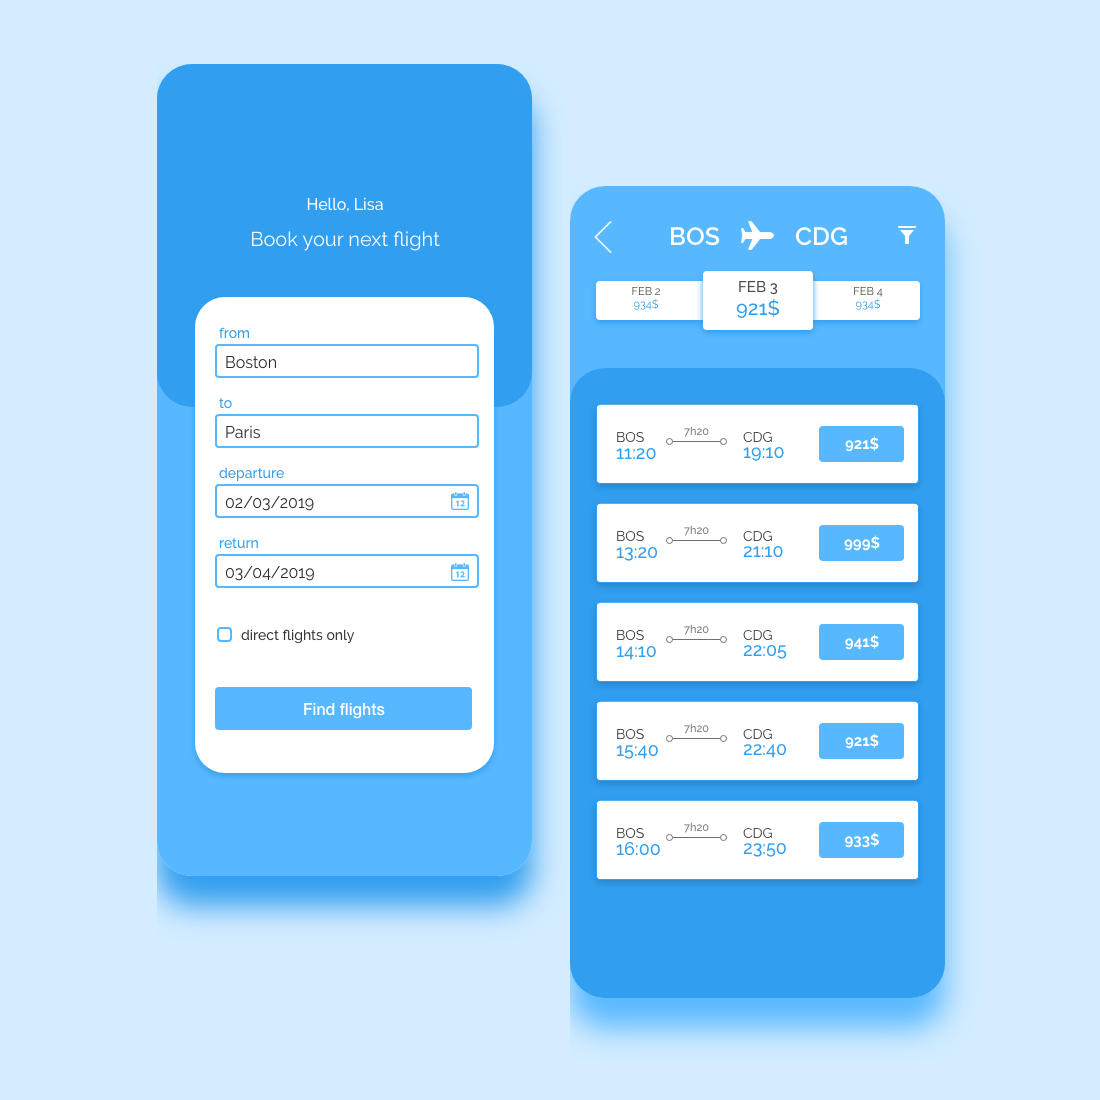 Hello, Lisa
Book your next flight
from
Boston
to
Paris
departure
02/03/2019
12
return
03/04/2019
12
direct flights only
Find flights
BOS CDG
FEB 2
934$
FEB 3
921$
FEB 4
934$
BOS 7h20 CDG
11:20 19:10
921$
BOS 7h20 CDG
13:20 21:10
999$
BOS 7h20 CDG
14:10 22:05
941$
BOS 7h20 CDG
15:40 22:40
921$
BOS 7h20 CDG
16:00 23:50
933$